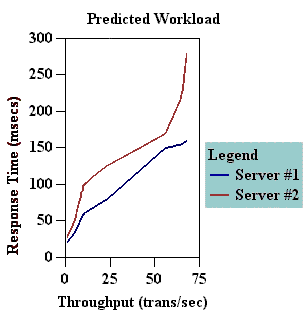 Predicted Workload
300
250
200
150
100
50
0
Response Time (msecs)
0
25
50
75
Throughput (trans/sec)
Legend
Server #1
Server #2